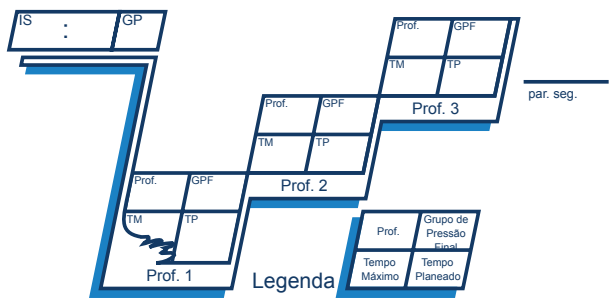 IS : GP
Prof. GPF
TM TP
Prof. 3
par. seg.
Prof. GPF
TM TP
Prof. 2
Prof. GPF
TM TP
Prof. 1
Legenda
Prof.
Grupo de
Pressão
Final
Tempo
Máximo
Tempo
Planeado